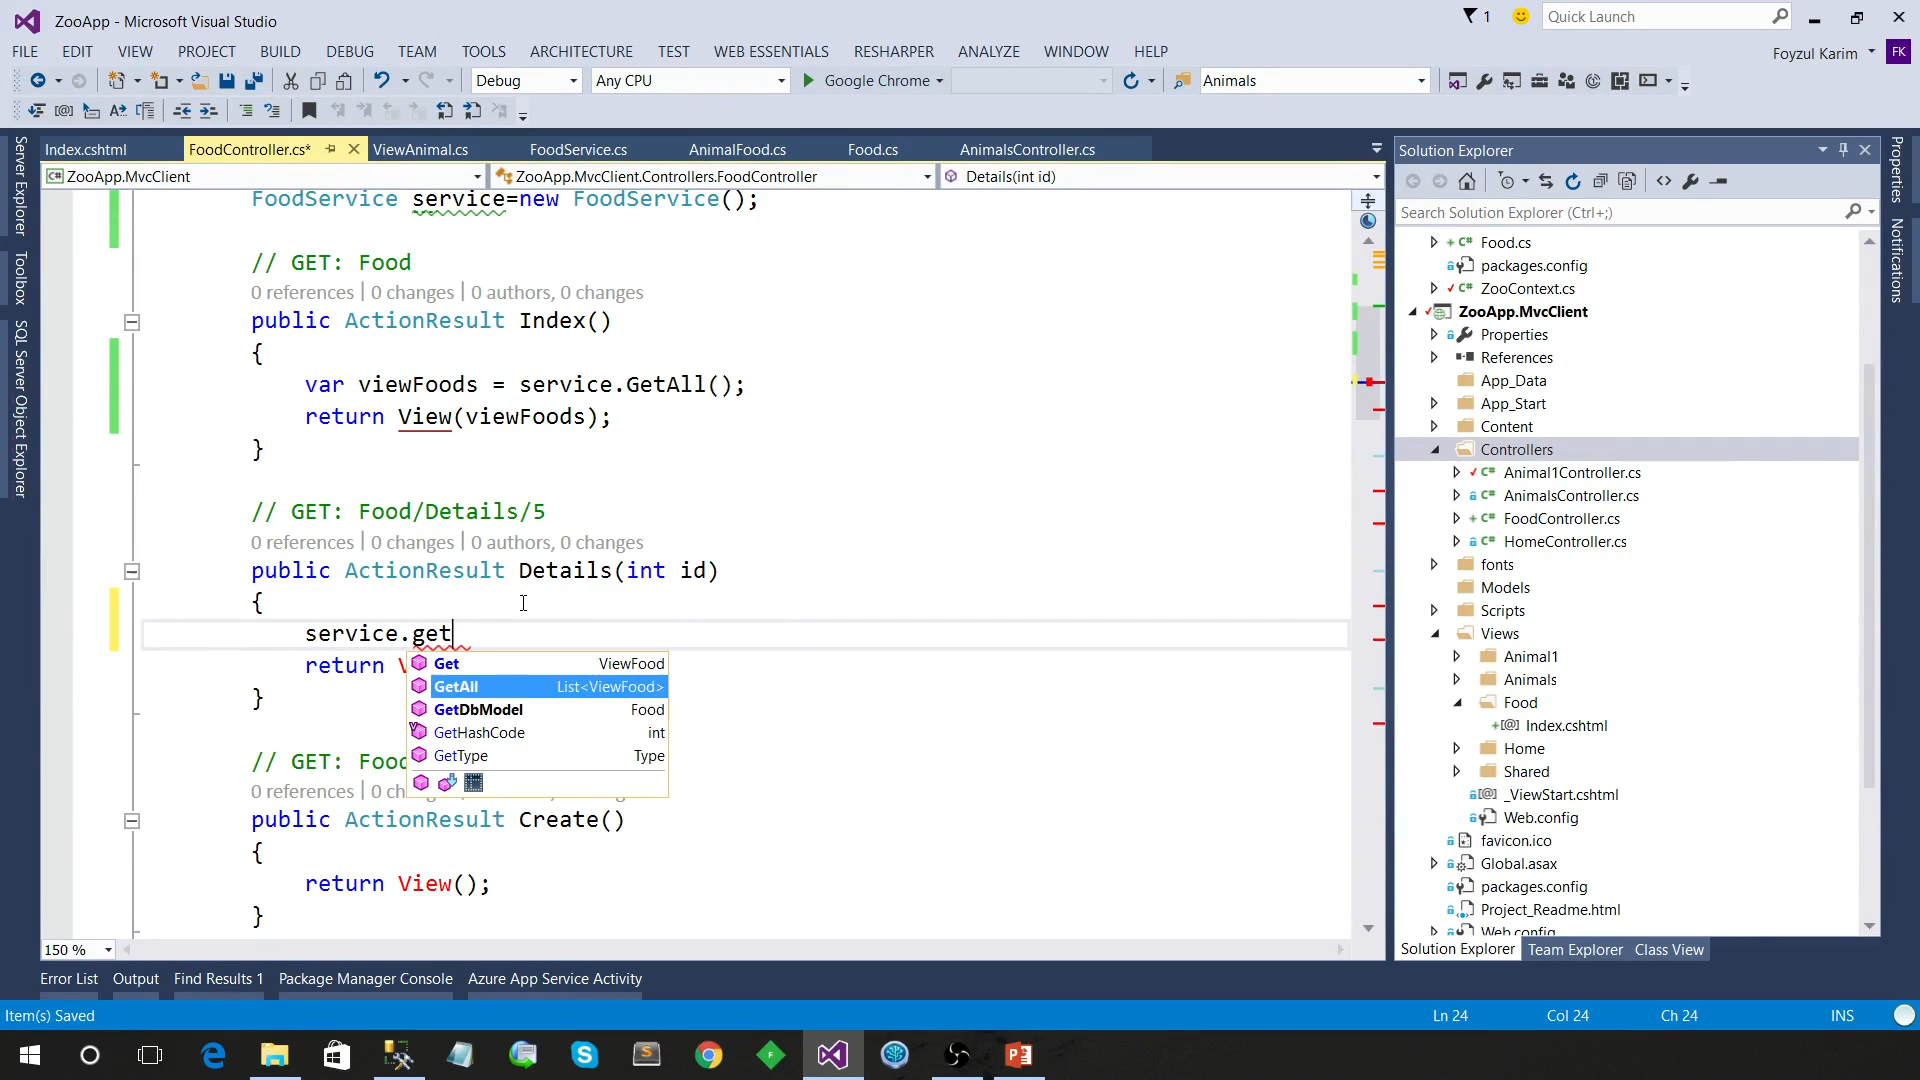 ZooApp - Microsoft Visual Studio
1
Quick Launch
FILE EDIT VIEW PROJECT BUILD DEBUG TEAM TOOLS ARCHITECTURE TEST WEB ESSENTIALS RESHARPER ANALYZE WINDOW HELP
Foyzul Karim FK
Debug Any CPU Google Chrome Animals
Index.cshtml FoodController.cs* ViewAnimal.cs FoodService.cs AnimalFood.cs Food.cs AnimalsController.cs
ZooApp.MvcClient ZooApp.MvcClient.Controllers.FoodController Details(int id)
Server Explorer
Toolbox
SQL Server Object Explorer
FoodService service=new FoodService();
// GET: Food
0 references | 0 changes | 0 authors, 0 changes
public ActionResult Index()
{
var viewFoods = service.GetAll();
return View(viewFoods);
}
// GET: Food/Details/5
0 references | 0 changes | 0 authors, 0 changes
public ActionResult Details(int id)
{
service.get
return V
}
Get ViewFood
GetAll List<ViewFood>
GetDbModel Food
GetHashCode int
GetType Type
// GET: Foo
0 references | 0 ch
public ActionResult Create()
{
return View();
}
150 %
Solution Explorer
Search Solution Explorer (Ctrl+;)
Food.cs
packages.config
ZooContext.cs
ZooApp.MvcClient
Properties
References
App_Data
App_Start
Content
Controllers
Animal1Controller.cs
AnimalsController.cs
FoodController.cs
HomeController.cs
fonts
Models
Scripts
Views
Animal1
Animals
Food
Index.cshtml
Home
Shared
_ViewStart.cshtml
Web.config
favicon.ico
Global.asax
packages.config
Project_Readme.html
Web.config
Solution Explorer Team Explorer Class View
Properties
Notifications
Error List Output Find Results 1 Package Manager Console Azure App Service Activity
Item(s) Saved Ln 24 Col 24 Ch 24 INS